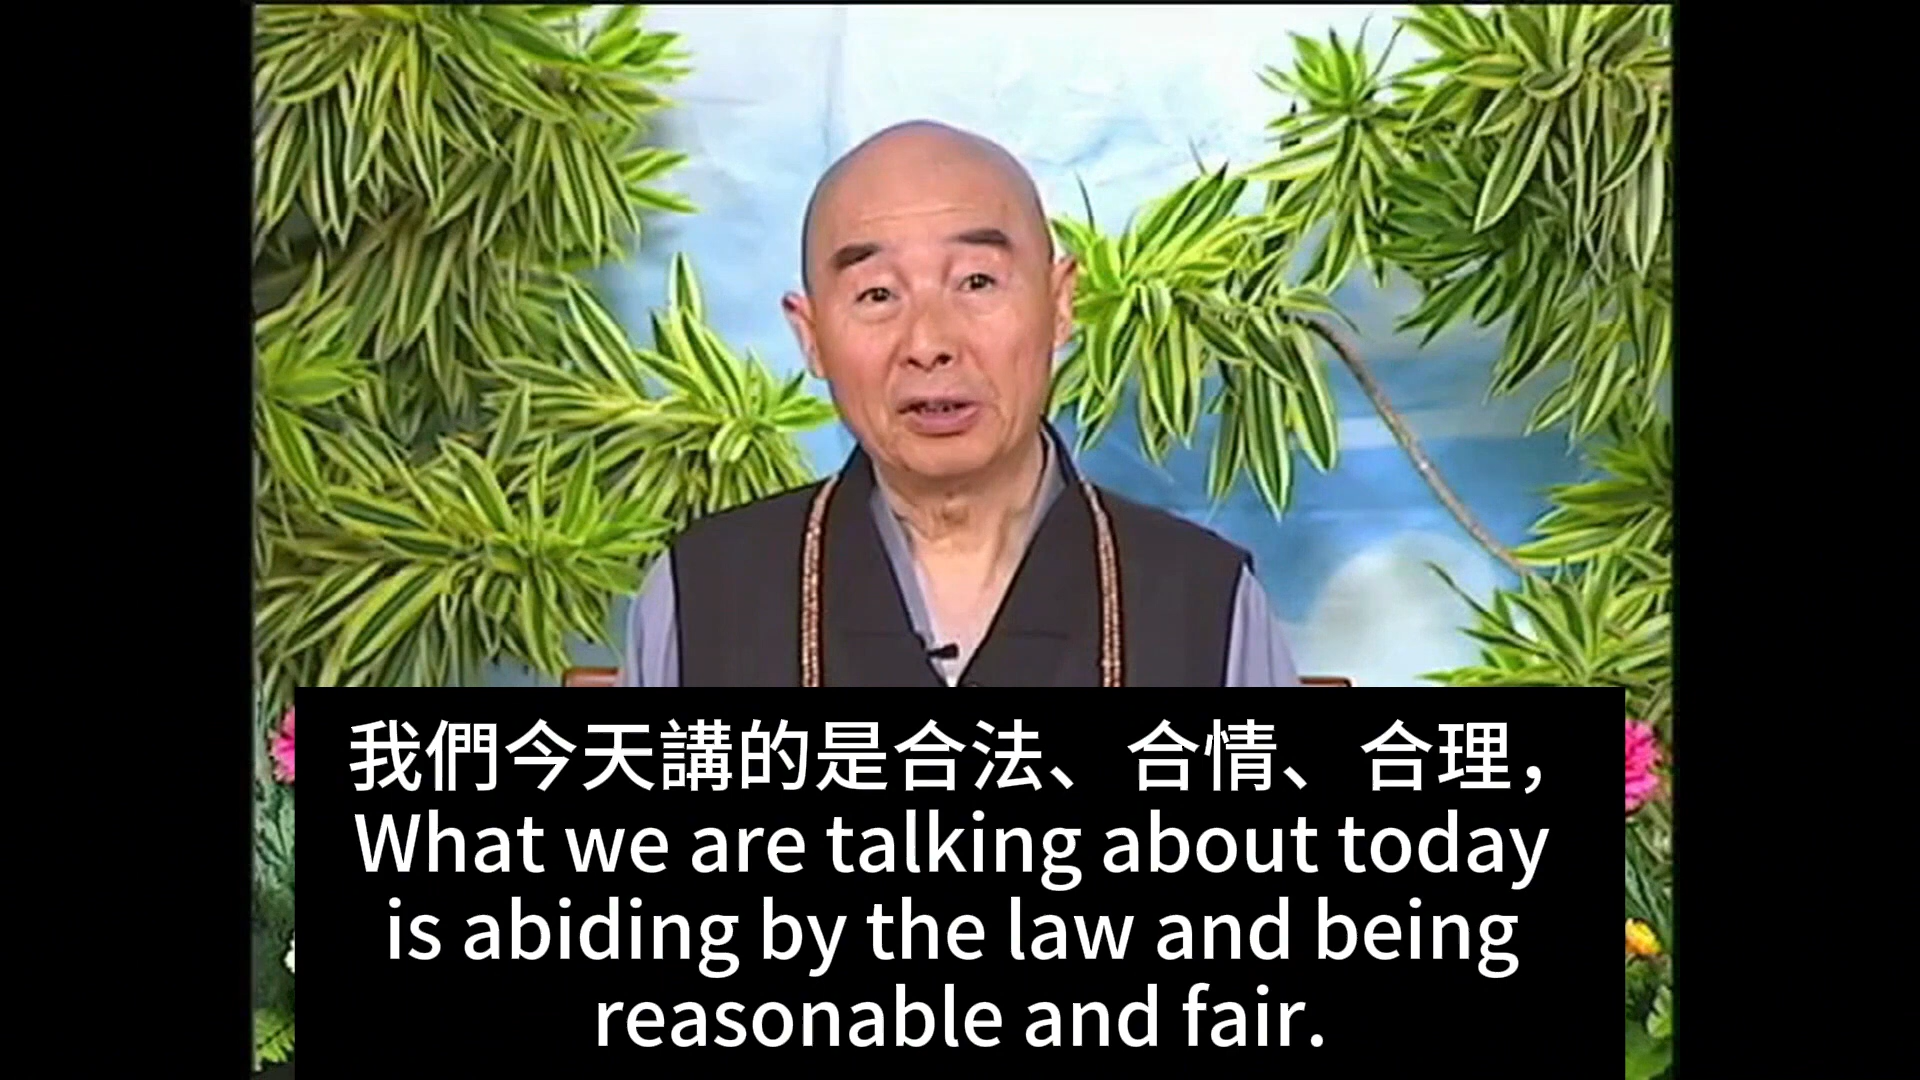 我們今天講的是合法、合情、合理，
What we are talking about today
is abiding by the law and being
reasonable and fair.